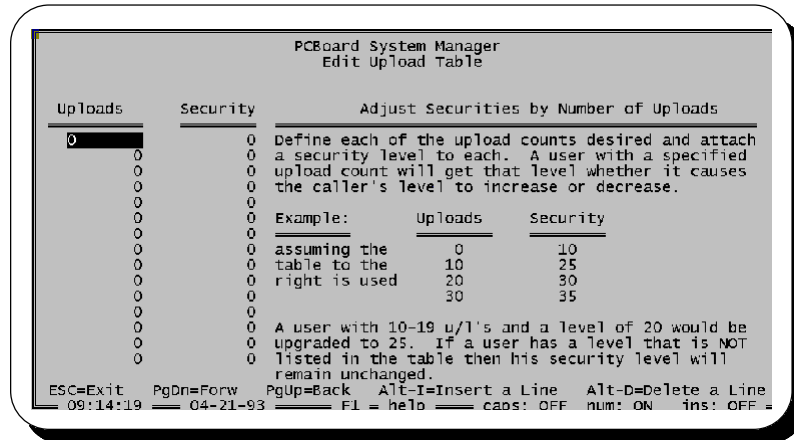 PCBoard System Manager
Edit Upload Table
Uploads Security Adjust Securities by Number of Uploads
0 0 Define each of the upload counts desired and attach
0 0 a security level to each. A user with a specified
0 0 upload count will get that level whether it causes
0 0 the caller's level to increase or decrease.
0 0
0 0 Example: Uploads Security
0 0
0 0 assuming the 0 10
0 0 table to the 10 25
0 0 right is used 20 30
0 0 30 35
0 0
0 0 A user with 10-19 u/l's and a level of 20 would be
0 0 upgraded to 25. If a user has a level that is NOT
0 0 listed in the table then his security level will
remain unchanged.
ESC=Exit PgDn=Forw PgUp=Back Alt-I=Insert a Line Alt-D=Delete a Line
09:14:19 04-21-93 F1 = help caps: OFF num: ON ins: OFF